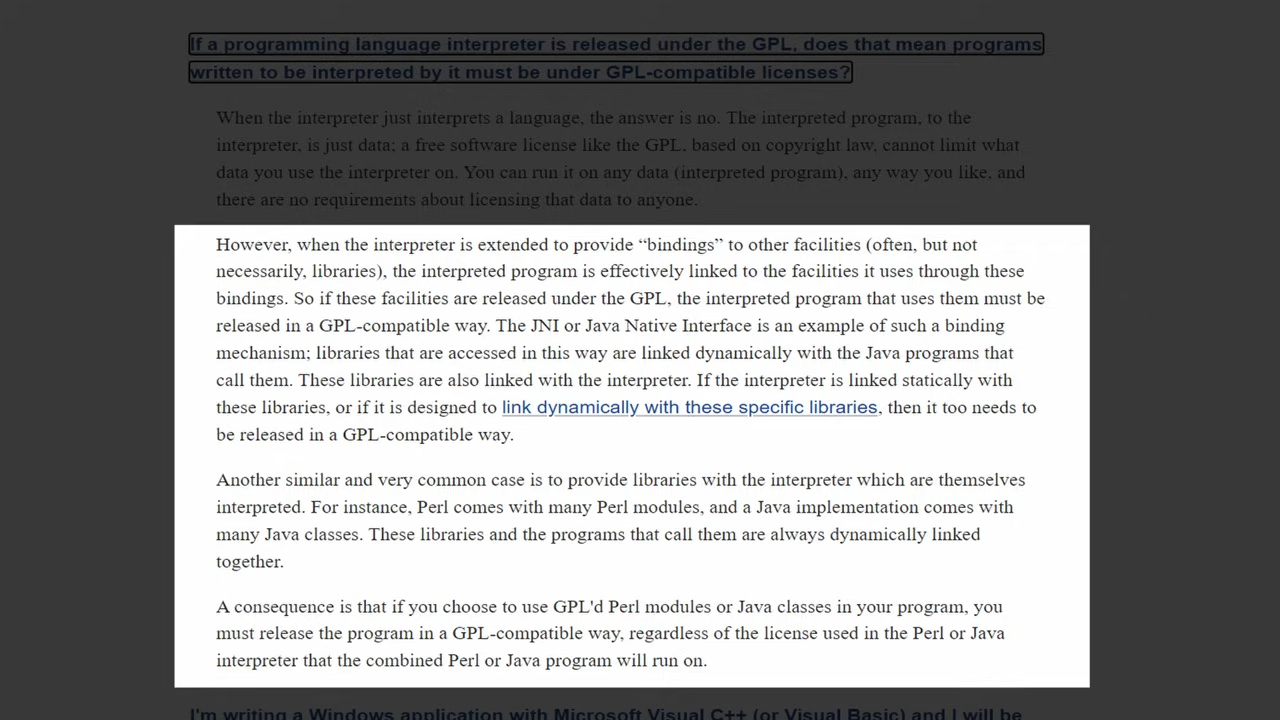 If a programming language interpreter is released under the GPL, does that mean programs
written to be interpreted by it must be under GPL-compatible licenses?
When the interpreter just interprets a language, the answer is no. The interpreted program, to the
interpreter, is just data; a free software license like the GPL, based on copyright law, cannot limit what
data you use the interpreter on. You can run it on any data (interpreted program), any way you like, and
there are no requirements about licensing that data to anyone.
However, when the interpreter is extended to provide “bindings” to other facilities (often, but not
necessarily, libraries), the interpreted program is effectively linked to the facilities it uses through these
bindings. So if these facilities are released under the GPL, the interpreted program that uses them must be
released in a GPL-compatible way. The JNI or Java Native Interface is an example of such a binding
mechanism; libraries that are accessed in this way are linked dynamically with the Java programs that
call them. These libraries are also linked with the interpreter. If the interpreter is linked statically with
these libraries, or if it is designed to link dynamically with these specific libraries, then it too needs to
be released in a GPL-compatible way.
Another similar and very common case is to provide libraries with the interpreter which are themselves
interpreted. For instance, Perl comes with many Perl modules, and a Java implementation comes with
many Java classes. These libraries and the programs that call them are always dynamically linked
together.
A consequence is that if you choose to use GPL'd Perl modules or Java classes in your program, you
must release the program in a GPL-compatible way, regardless of the license used in the Perl or Java
interpreter that the combined Perl or Java program will run on.
I'm writing a Windows application with Microsoft Visual C++ (or Visual Basic) and I will be